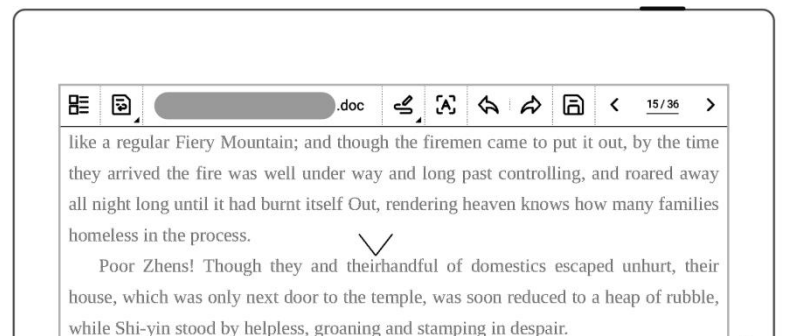 .doc
15/36
like a regular Fiery Mountain; and though the firemen came to put it out, by the time
they arrived the fire was well under way and long past controlling, and roared away
all night long until it had burnt itself Out, rendering heaven knows how many families
homeless in the process.
Poor Zhens! Though they and theirhandful of domestics escaped unhurt, their
house, which was only next door to the temple, was soon reduced to a heap of rubble,
while Shi-yin stood by helpless, groaning and stamping in despair.